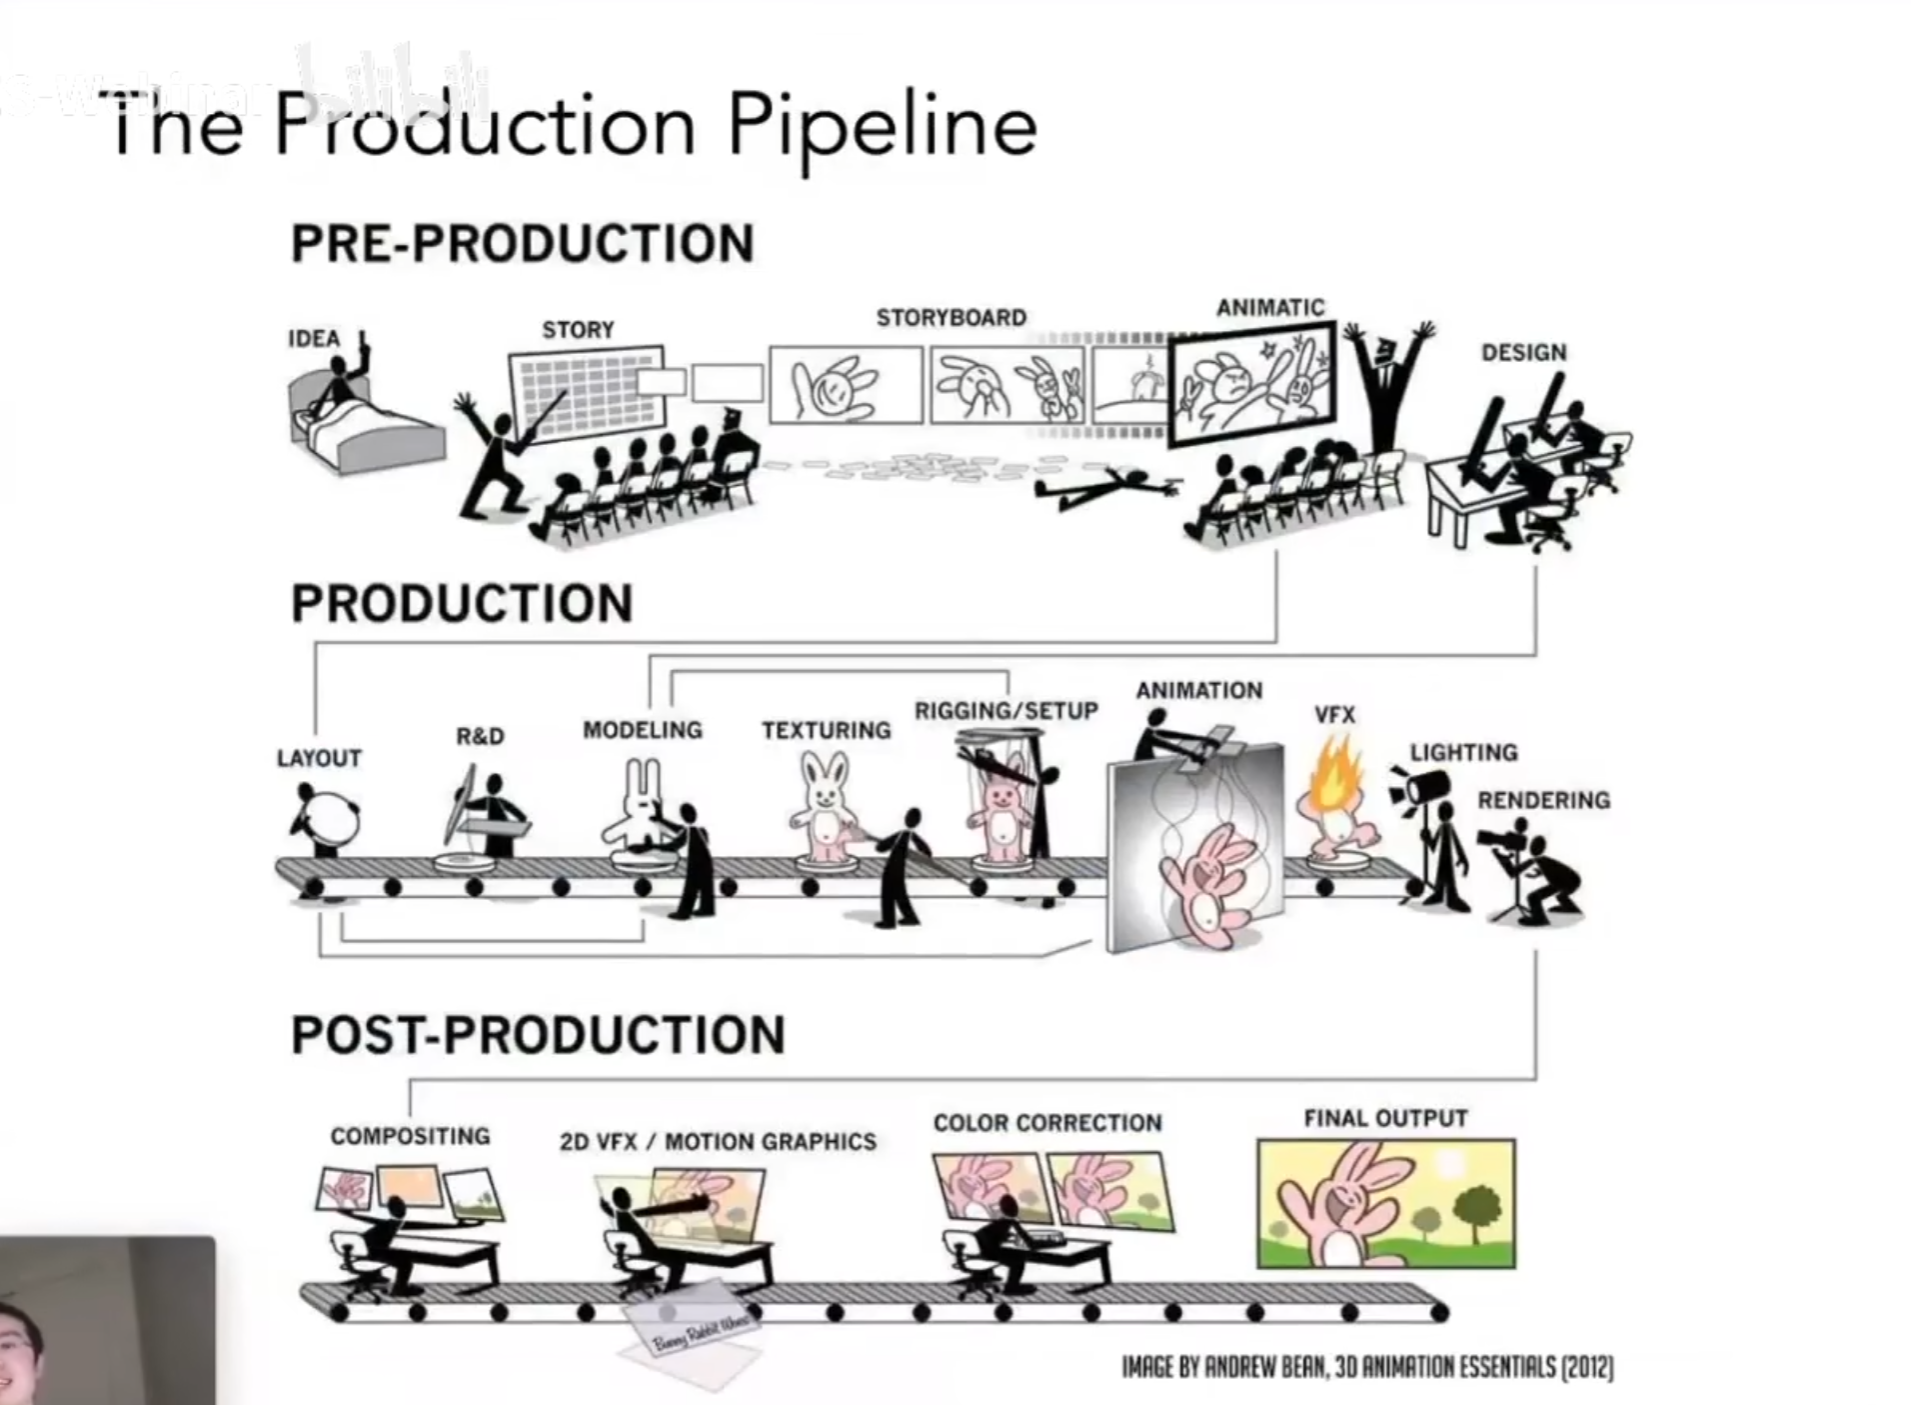 S-Webinar bilibili
The Production Pipeline
PRE-PRODUCTION
IDEA
STORY
STORYBOARD
ANIMATIC
DESIGN
PRODUCTION
LAYOUT
R&D
MODELING
TEXTURING
RIGGING/SETUP
ANIMATION
VFX
LIGHTING
RENDERING
POST-PRODUCTION
COMPOSITING
2D VFX / MOTION GRAPHICS
COLOR CORRECTION
FINAL OUTPUT
Bunny Rabbit
IMAGE BY ANDREW BEAN, 3D ANIMATION ESSENTIALS (2012)